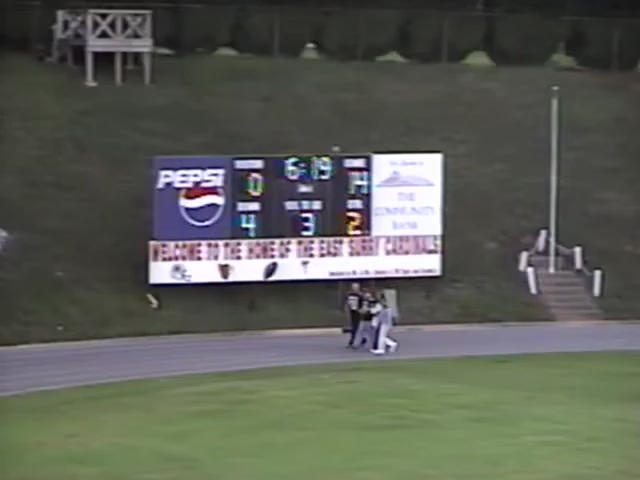 PEPSI
6:19
0
14
4
3
2
THE
COMMUNITY
BANK
WELCOME TO THE HOME OF THE EAST SURRY CARDINALS